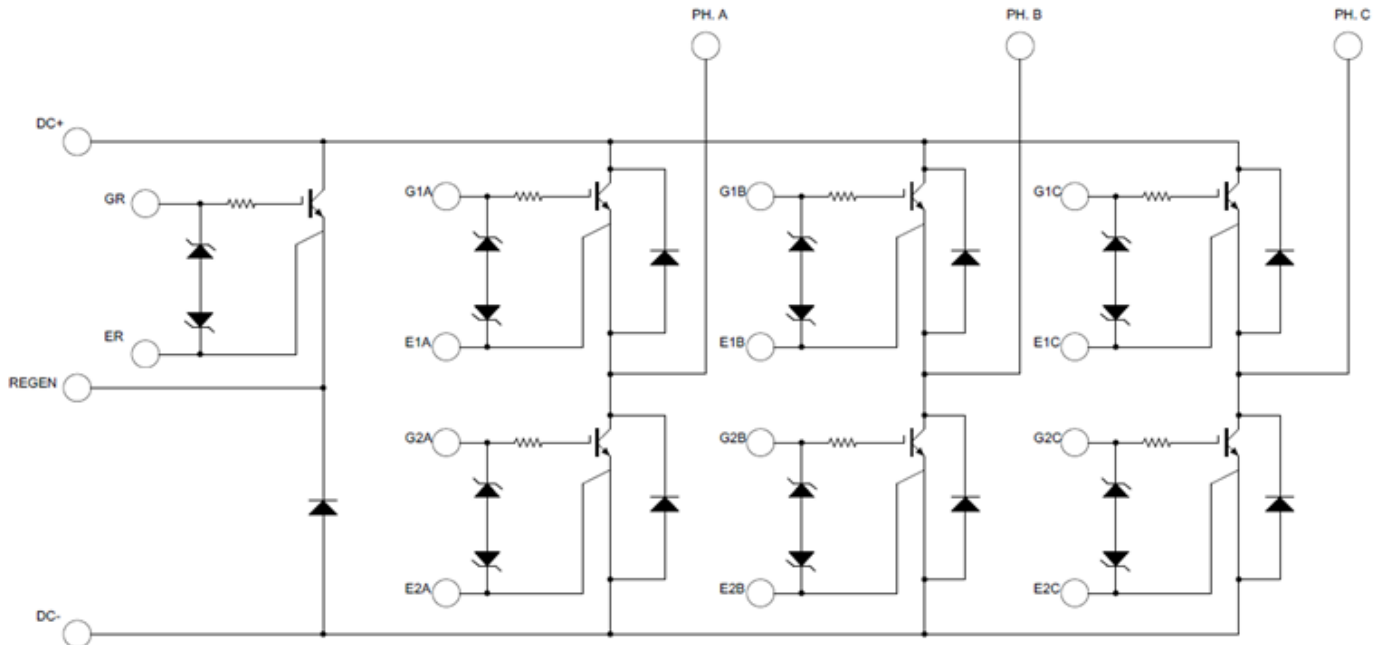 PH. A
PH. B
PH. C
DC+
GR
G1A
G1B
G1C
ER
E1A
E1B
E1C
REGEN
G2A
G2B
G2C
E2A
E2B
E2C
DC-